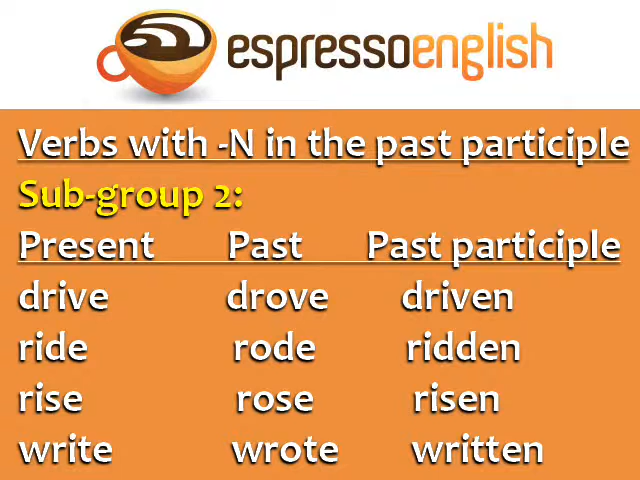 espressoenglish
Verbs with -N in the past participle
Sub-group 2:
Present Past Past participle
drive drove driven
ride rode ridden
rise rose risen
write wrote written